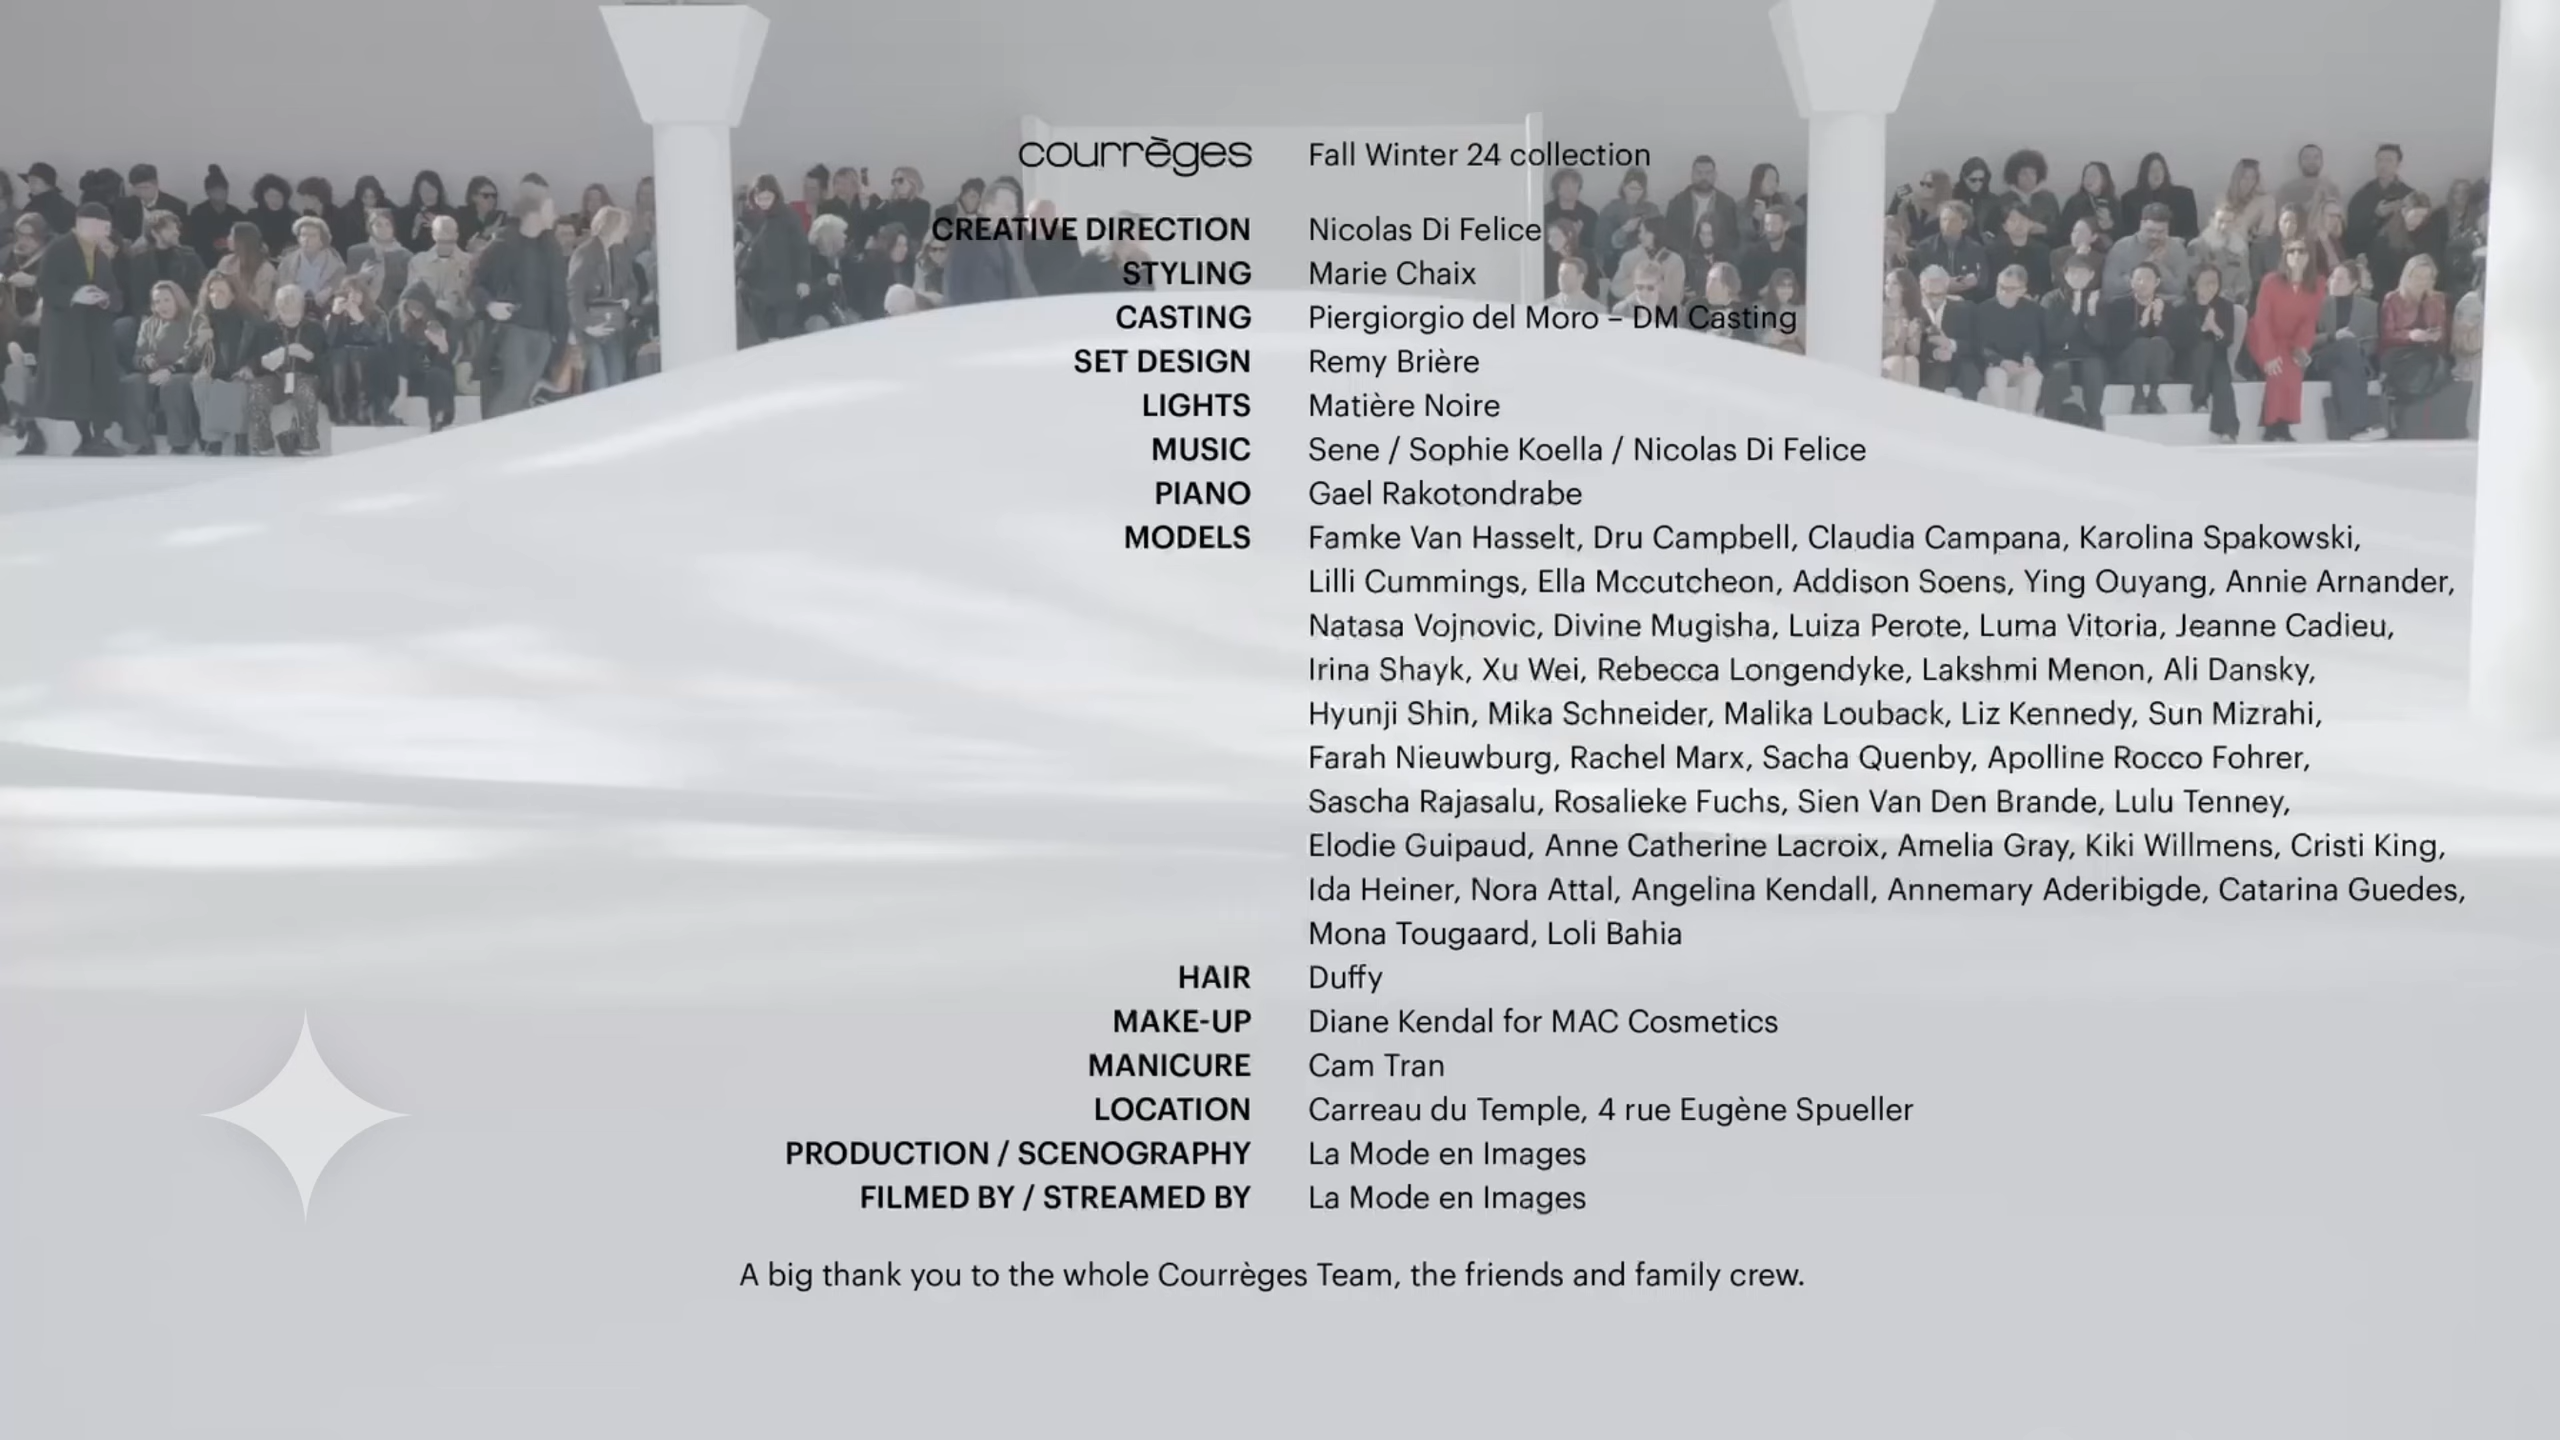 courrèges Fall Winter 24 collection
CREATIVE DIRECTION Nicolas Di Felice
STYLING Marie Chaix
CASTING Piergiorgio del Moro – DM Casting
SET DESIGN Remy Brière
LIGHTS Matière Noire
MUSIC Sene / Sophie Koella / Nicolas Di Felice
PIANO Gael Rakotondrabe
MODELS Famke Van Hasselt, Dru Campbell, Claudia Campana, Karolina Spakowski,
Lilli Cummings, Ella Mccutcheon, Addison Soens, Ying Ouyang, Annie Arnander,
Natasa Vojnovic, Divine Mugisha, Luiza Perote, Luma Vitoria, Jeanne Cadieu,
Irina Shayk, Xu Wei, Rebecca Longendyke, Lakshmi Menon, Ali Dansky,
Hyunji Shin, Mika Schneider, Malika Louback, Liz Kennedy, Sun Mizrahi,
Farah Nieuwburg, Rachel Marx, Sacha Quenby, Apolline Rocco Fohrer,
Sascha Rajasalu, Rosalieke Fuchs, Sien Van Den Brande, Lulu Tenney,
Elodie Guipaud, Anne Catherine Lacroix, Amelia Gray, Kiki Willmens, Cristi King,
Ida Heiner, Nora Attal, Angelina Kendall, Annemary Aderibigde, Catarina Guedes,
Mona Tougaard, Loli Bahia
HAIR Duffy
MAKE-UP Diane Kendal for MAC Cosmetics
MANICURE Cam Tran
LOCATION Carreau du Temple, 4 rue Eugène Spueller
PRODUCTION / SCENOGRAPHY La Mode en Images
FILMED BY / STREAMED BY La Mode en Images
A big thank you to the whole Courrèges Team, the friends and family crew.